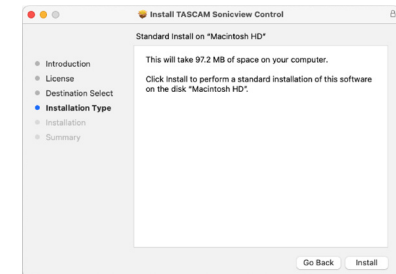 Install TASCAM Sonicview Control
Standard Install on "Macintosh HD"
Introduction
License
Destination Select
Installation Type
Installation
Summary
This will take 97.2 MB of space on your computer.
Click Install to perform a standard installation of this software
on the disk "Macintosh HD".
Go Back
Install